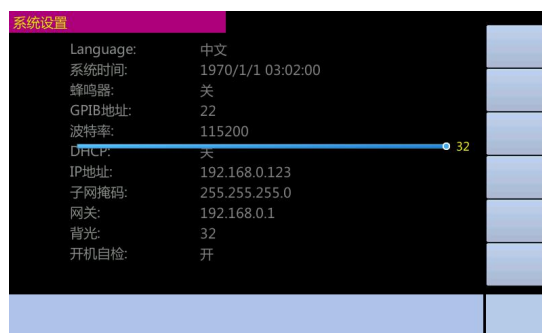 系统设置
Language: 中文
系统时间: 1970/1/1 03:02:00
蜂鸣器: 关
GPIB地址: 22
波特率: 115200
32
DHCP: 关
IP地址: 192.168.0.123
子网掩码: 255.255.255.0
网关: 192.168.0.1
背光: 32
开机自检: 开